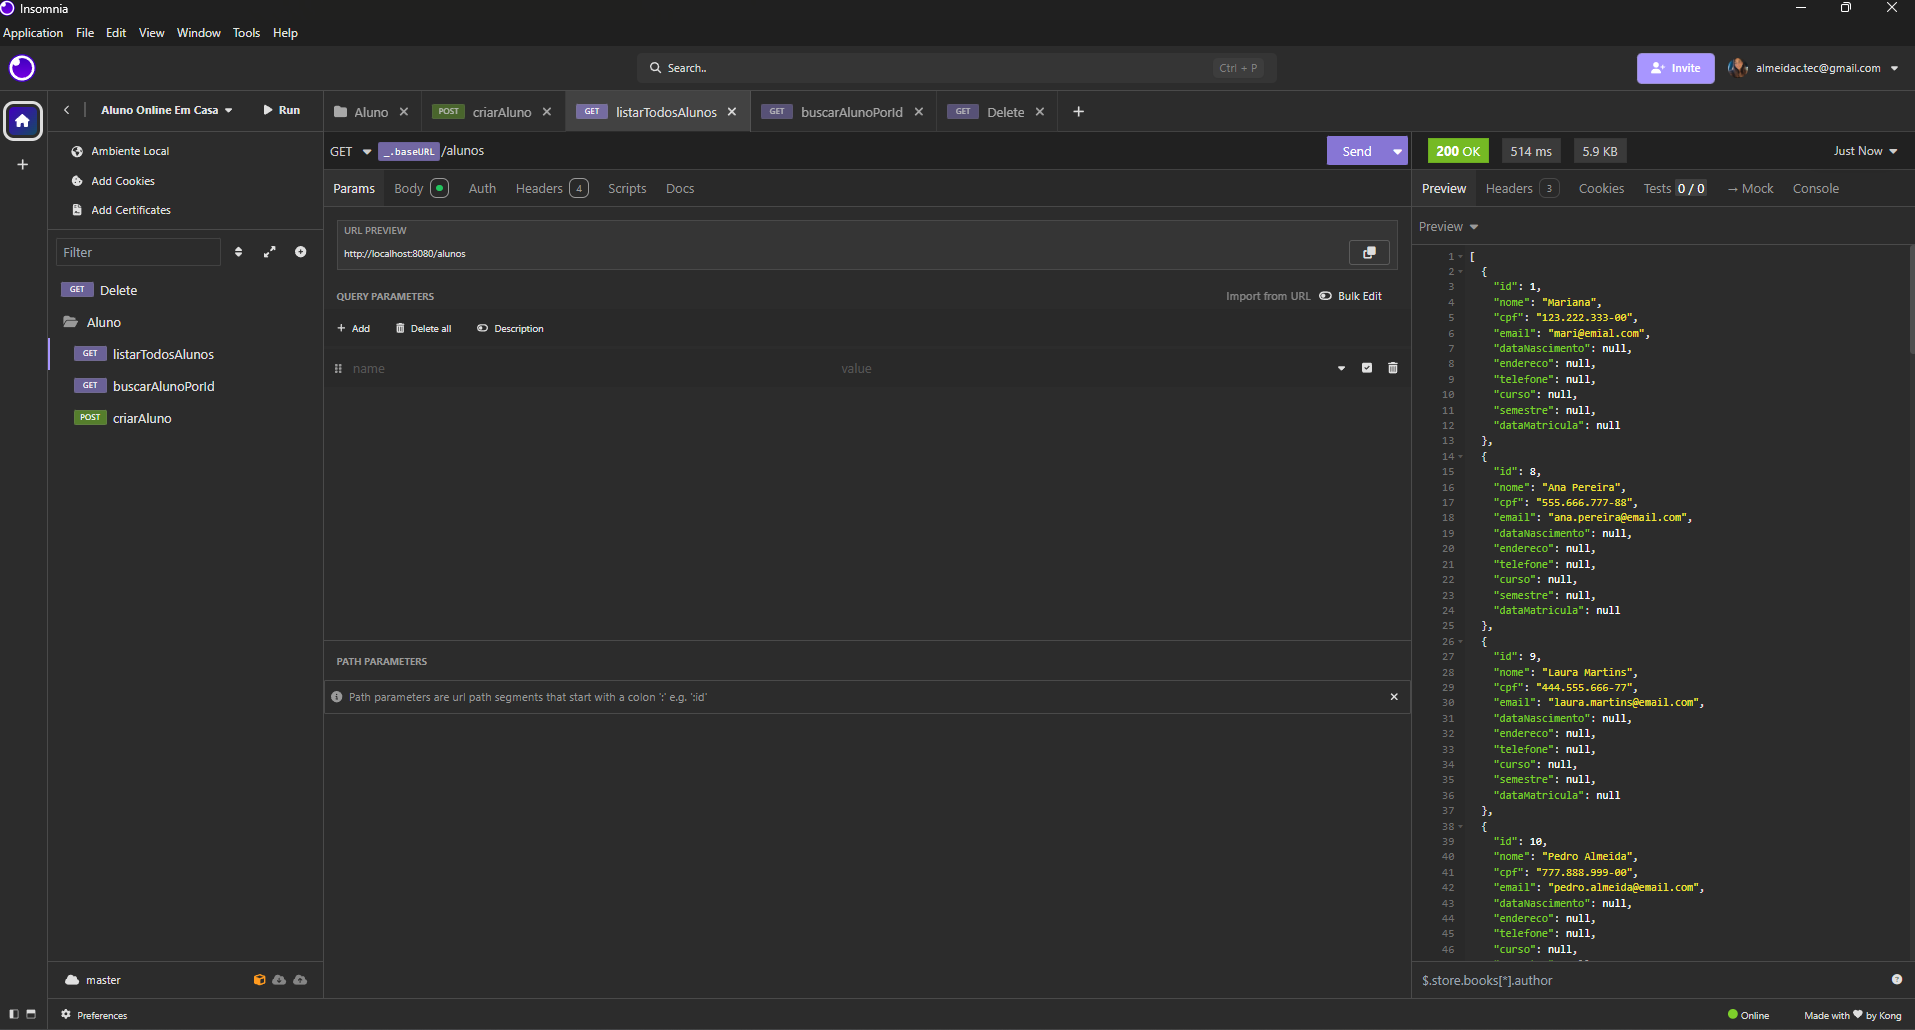 Insomnia
Application File Edit View Window Tools Help
Search.. Ctrl + P
Invite almeidac.tec@gmail.com
Aluno Online Em Casa Run
Aluno
POST criarAluno
GET listarTodosAlunos
GET buscarAlunoPorId
GET Delete
Ambiente Local
Add Cookies
Add Certificates
Filter
GET Delete
Aluno
GET listarTodosAlunos
GET buscarAlunoPorId
POST criarAluno
master
GET _.baseURL /alunos Send
Params Body Auth Headers 4 Scripts Docs
URL PREVIEW
http://localhost:8080/alunos
QUERY PARAMETERS Import from URL Bulk Edit
Add Delete all Description
name value
PATH PARAMETERS
Path parameters are url path segments that start with a colon ':' e.g. ':id'
200 OK 514 ms 5.9 KB Just Now
Preview Headers 3 Cookies Tests 0 / 0 → Mock Console
Preview
1 [
2 {
3 "id": 1,
4 "nome": "Mariana",
5 "cpf": "123.222.333-00",
6 "email": "mari@emial.com",
7 "dataNascimento": null,
8 "endereco": null,
9 "telefone": null,
10 "curso": null,
11 "semestre": null,
12 "dataMatricula": null
13 },
14 {
15 "id": 8,
16 "nome": "Ana Pereira",
17 "cpf": "555.666.777-88",
18 "email": "ana.pereira@email.com",
19 "dataNascimento": null,
20 "endereco": null,
21 "telefone": null,
22 "curso": null,
23 "semestre": null,
24 "dataMatricula": null
25 },
26 {
27 "id": 9,
28 "nome": "Laura Martins",
29 "cpf": "444.555.666-77",
30 "email": "laura.martins@email.com",
31 "dataNascimento": null,
32 "endereco": null,
33 "telefone": null,
34 "curso": null,
35 "semestre": null,
36 "dataMatricula": null
37 },
38 {
39 "id": 10,
40 "nome": "Pedro Almeida",
41 "cpf": "777.888.999-00",
42 "email": "pedro.almeida@email.com",
43 "dataNascimento": null,
44 "endereco": null,
45 "telefone": null,
46 "curso": null,
$.store.books[*].author
Preferences
Online Made with ❤ by Kong